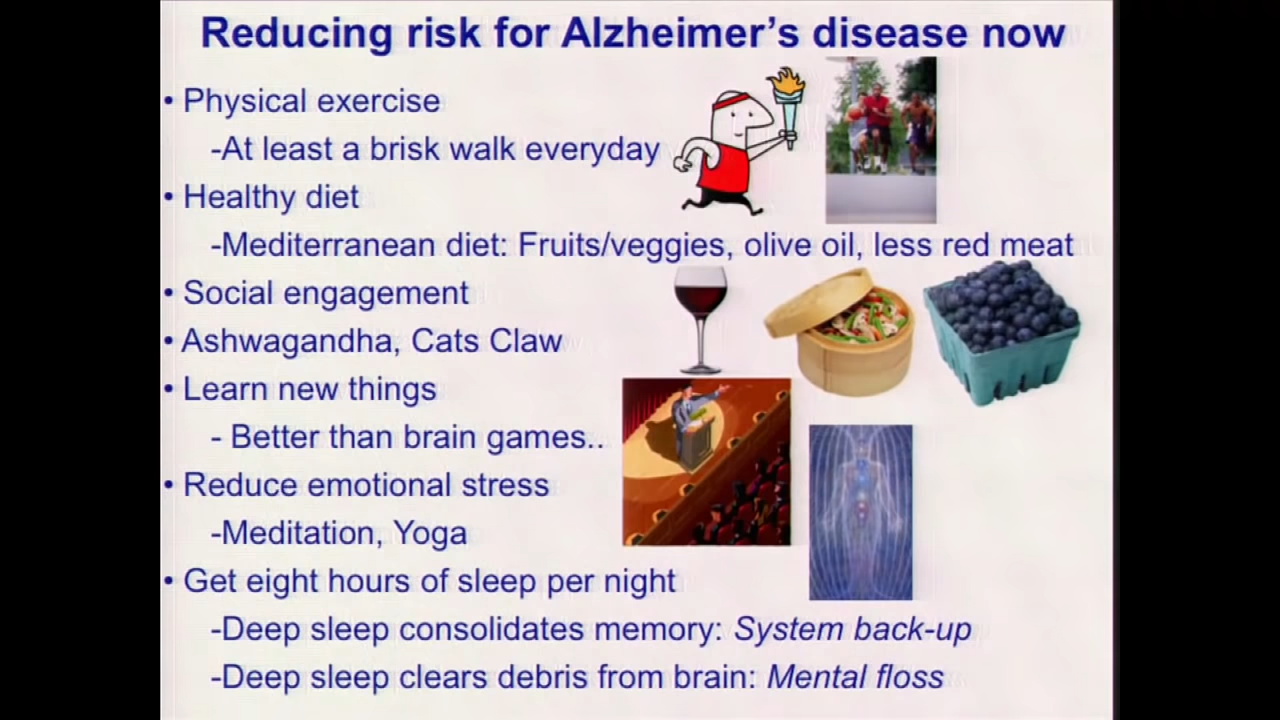 Reducing risk for Alzheimer's disease now
• Physical exercise
-At least a brisk walk everyday
• Healthy diet
-Mediterranean diet: Fruits/veggies, olive oil, less red meat
• Social engagement
• Ashwagandha, Cats Claw
• Learn new things
- Better than brain games..
• Reduce emotional stress
-Meditation, Yoga
• Get eight hours of sleep per night
-Deep sleep consolidates memory: System back-up
-Deep sleep clears debris from brain: Mental floss